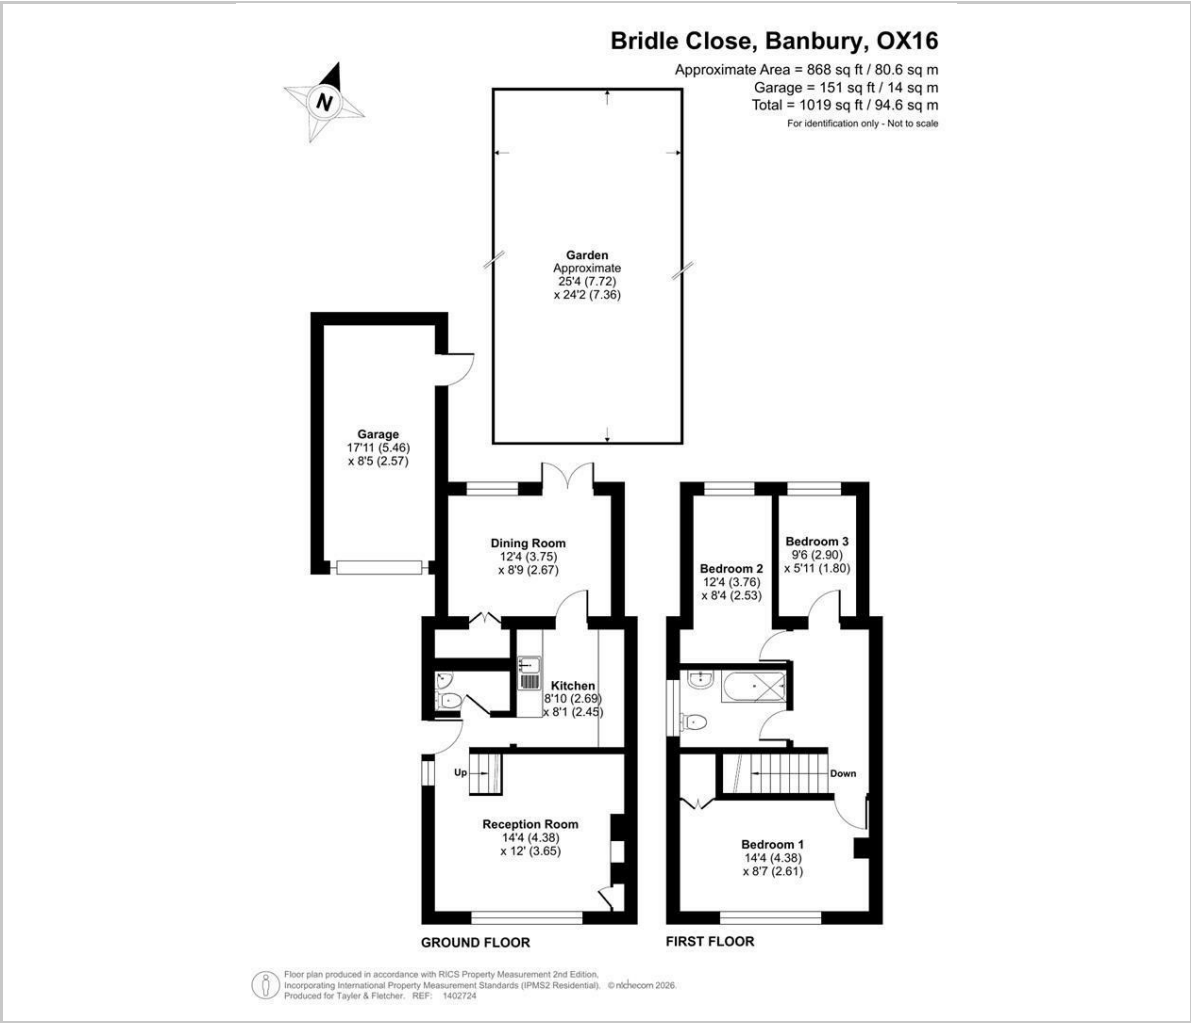 Bridle Close, Banbury, OX16
Approximate Area = 868 sq ft / 80.6 sq m
Garage = 151 sq ft / 14 sq m
Total = 1019 sq ft / 94.6 sq m
For identification only - Not to scale
N
Garden
Approximate
25'4 (7.72)
x 24'2 (7.36)
Garage
17'11 (5.46)
x 8'5 (2.57)
Dining Room
12'4 (3.75)
x 8'9 (2.67)
Kitchen
8'10 (2.69)
x 8'1 (2.45)
Up
Reception Room
14'4 (4.38)
x 12' (3.65)
GROUND FLOOR
Bedroom 3
9'6 (2.90)
x 5'11 (1.80)
Bedroom 2
12'4 (3.76)
x 8'4 (2.53)
Down
Bedroom 1
14'4 (4.38)
x 8'7 (2.61)
FIRST FLOOR
Floor plan produced in accordance with RICS Property Measurement 2nd Edition,
Incorporating International Property Measurement Standards (IPMS2 Residential). © nichecom 2026.
Produced for Tayler & Fletcher. REF: 1402724